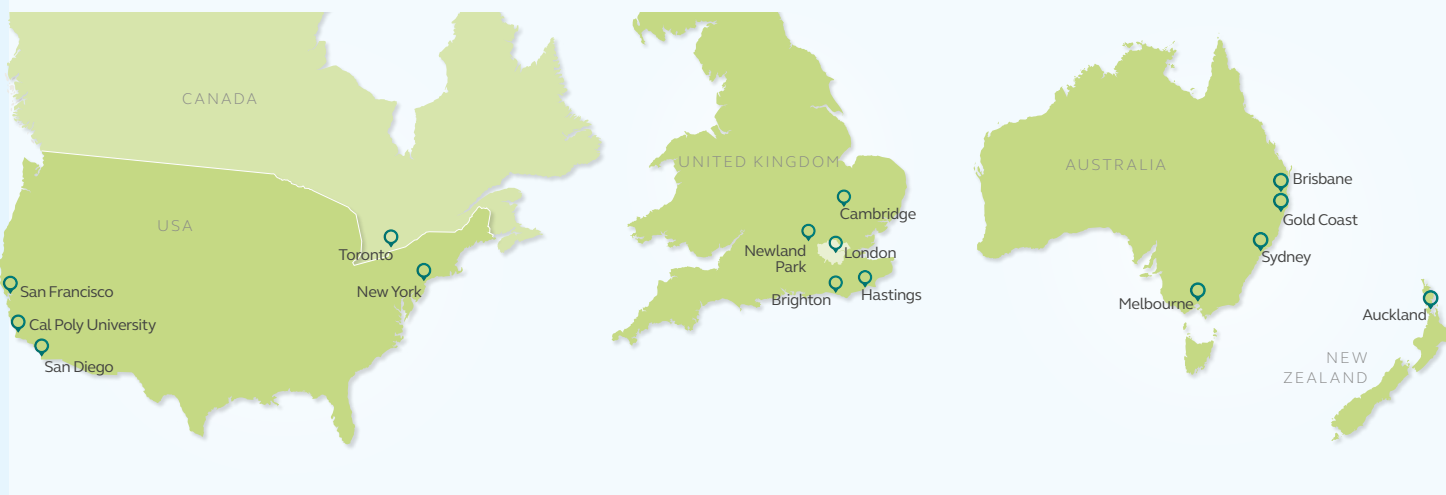 CANADA
USA
Toronto
New York
San Francisco
Cal Poly University
San Diego
UNITED KINGDOM
Cambridge
Newland
Park
London
Brighton
Hastings
AUSTRALIA
Brisbane
Gold Coast
Sydney
Melbourne
Auckland
NEW
ZEALAND